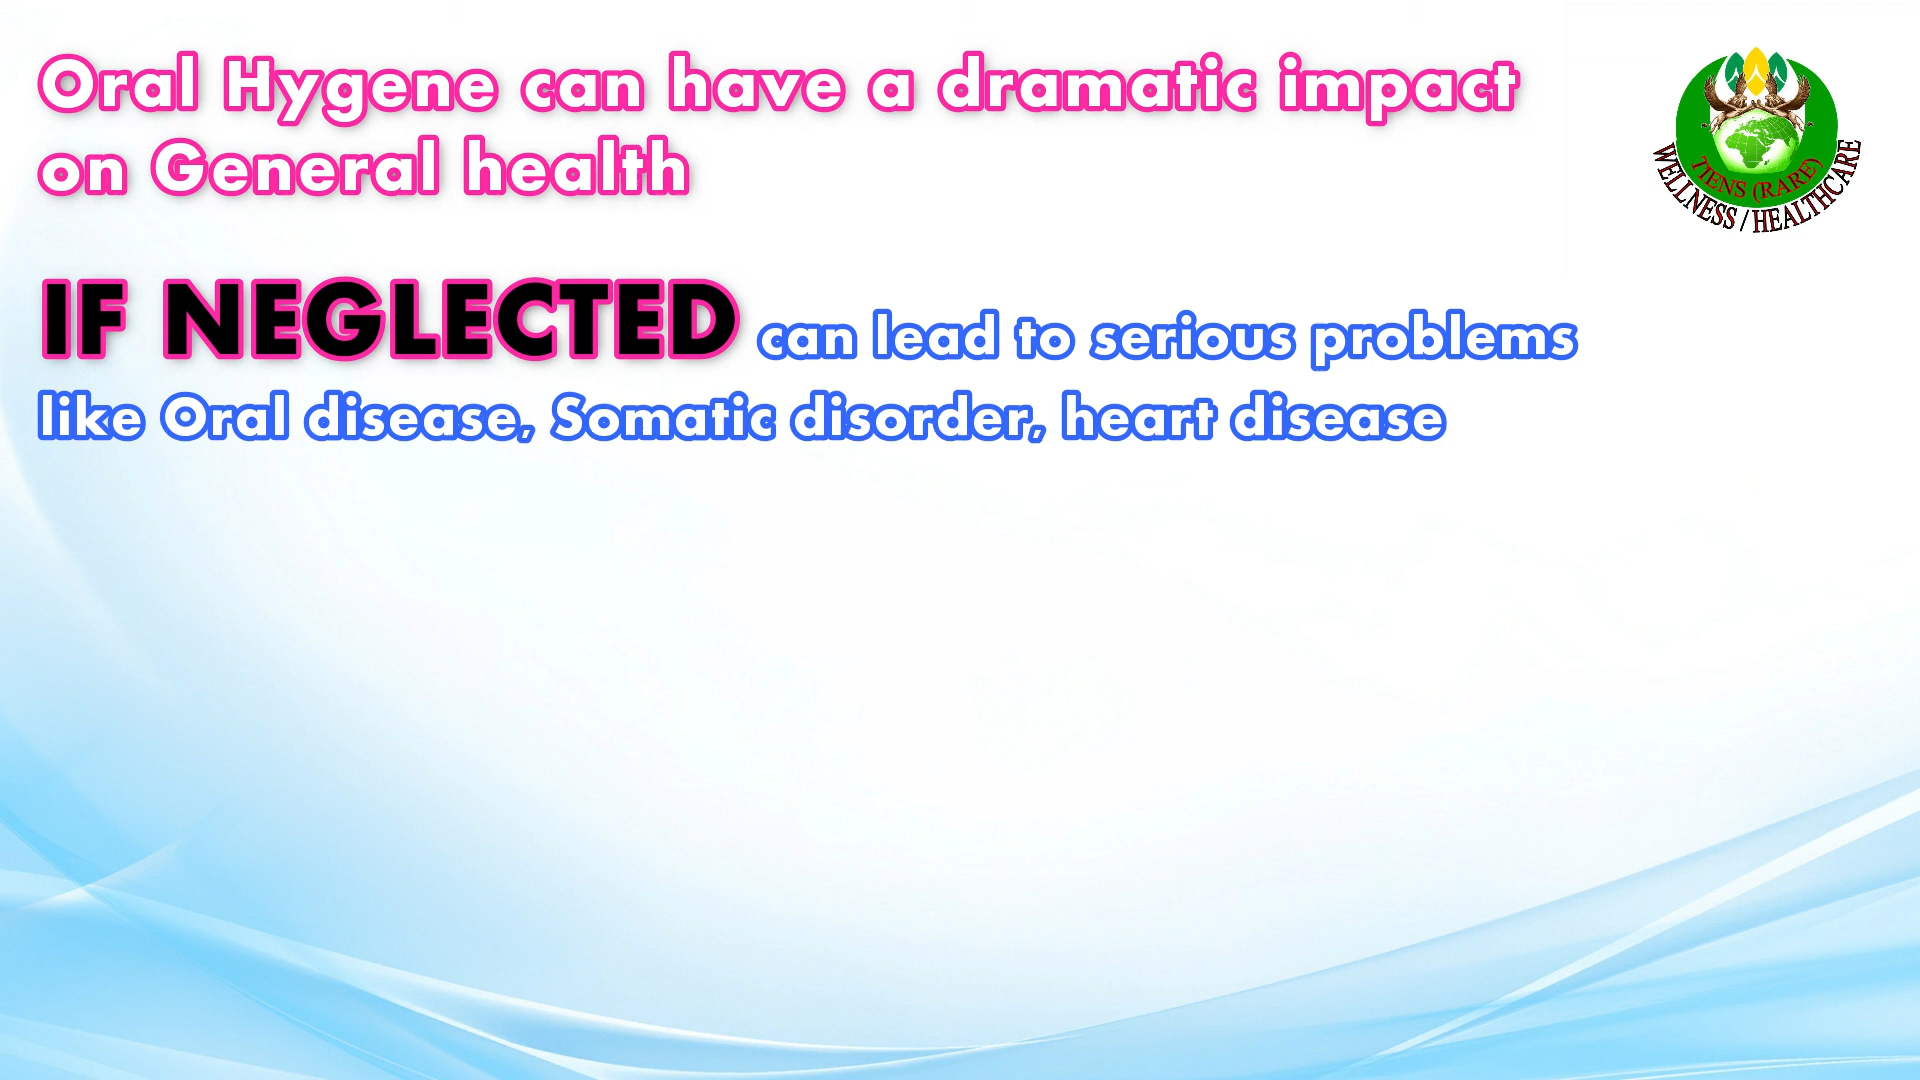 Oral Hygene can have a dramatic impact
on General health
IF NEGLECTED can lead to serious problems
like Oral disease, Somatic disorder, heart disease
TIENS (RARE)
WELLNESS / HEALTHCARE